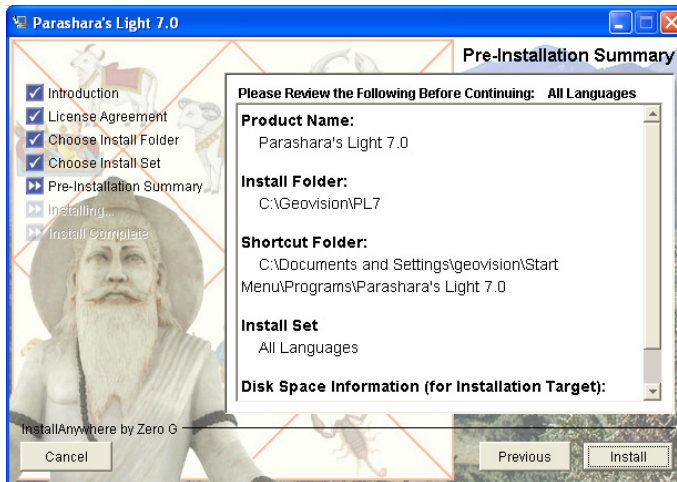 Parashara's Light 7.0
Pre-Installation Summary
Introduction
License Agreement
Choose Install Folder
Choose Install Set
Pre-Installation Summary
Installing...
Install Complete
Please Review the Following Before Continuing: All Languages
Product Name:
Parashara's Light 7.0
Install Folder:
C:\Geovision\PL7
Shortcut Folder:
C:\Documents and Settings\geovision\Start
Menu\Programs\Parashara's Light 7.0
Install Set
All Languages
Disk Space Information (for Installation Target):
InstallAnywhere by Zero G
Cancel
Previous
Install